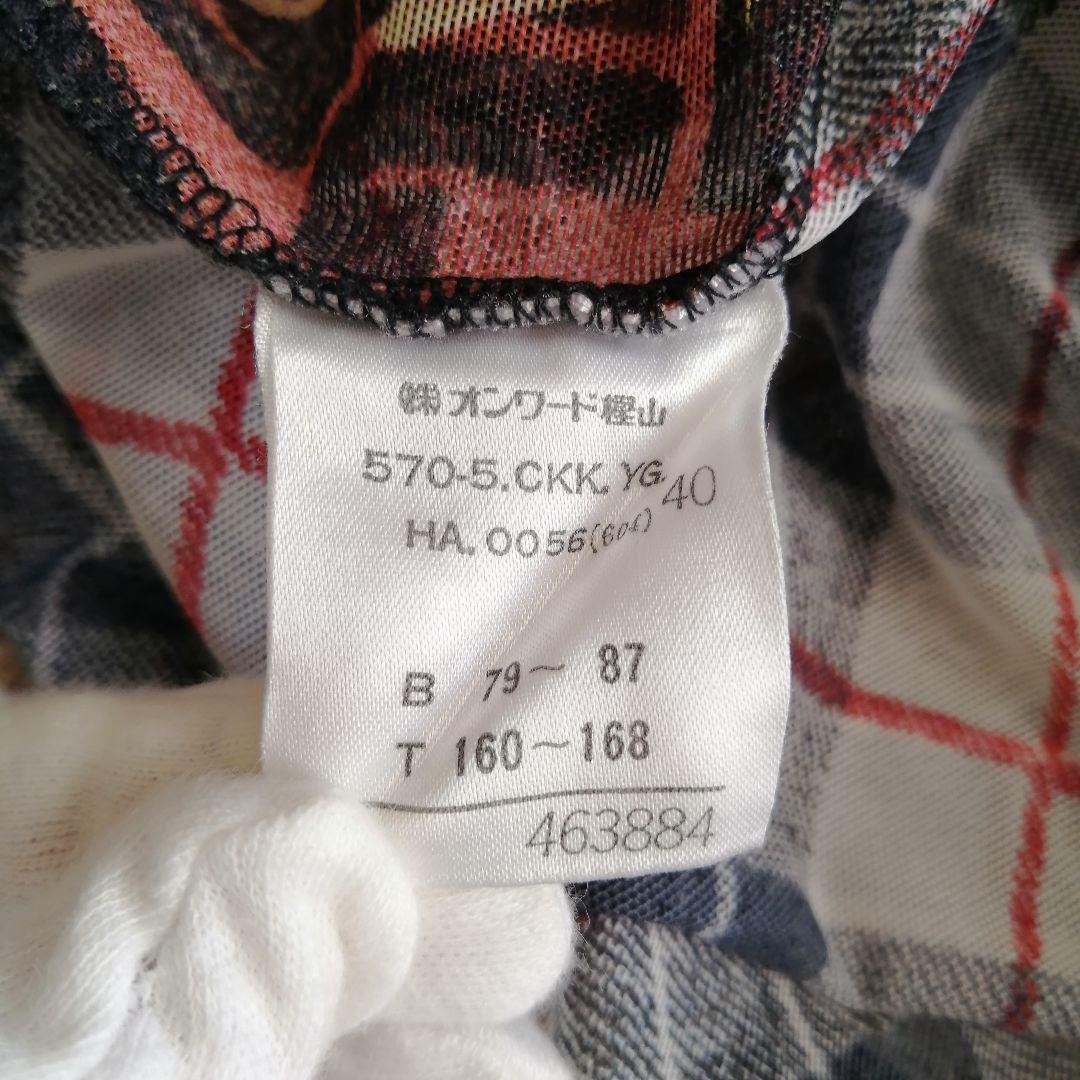 ㈱オンワード樫山
570-5.CKK.YG. 40
HA.0056(601)
B 79～87
T 160～168
463884